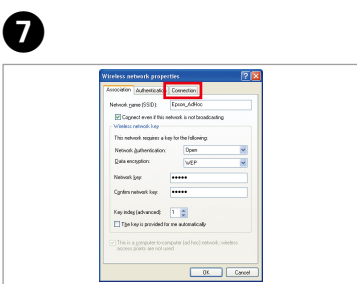 7
Wireless network properties
Association Authentication Connection
Network name (SSID): Epson_AdHoc
Connect even if this network is not broadcasting
Wireless network key
This network requires a key for the following:
Network Authentication: Open
Data encryption: WEP
Network key: •••••
Confirm network key: •••••
Key index (advanced): 1
The key is provided for me automatically
This is a computer-to-computer (ad hoc) network; wireless
access points are not used
OK Cancel